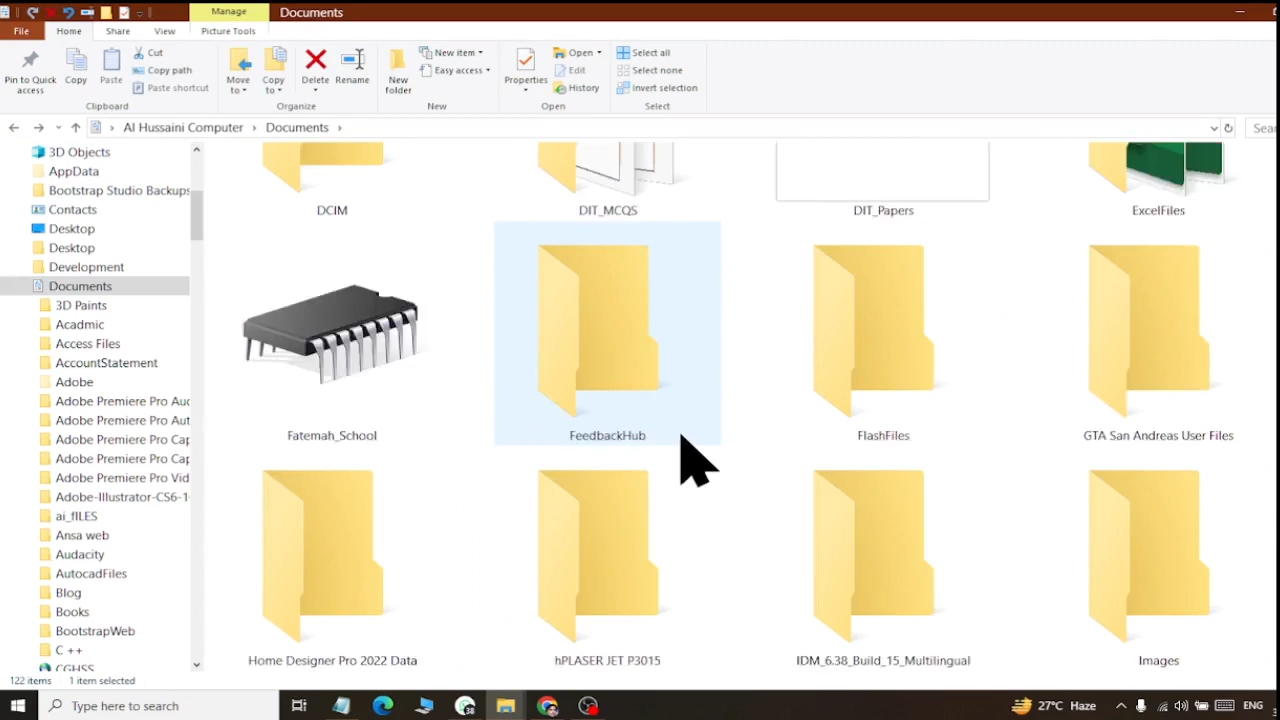 Manage
Documents
File
Home
Share
View
Picture Tools
Pin to Quick access
Copy
Paste
Cut
Copy path
Paste shortcut
Clipboard
Move to
Copy to
Delete
Rename
Organize
New folder
New item
Easy access
New
Properties
Open
Edit
History
Open
Select all
Select none
Invert selection
Select
Al Hussaini Computer
Documents
Sear
3D Objects
AppData
Bootstrap Studio Backups
Contacts
Desktop
Desktop
Development
Documents
3D Paints
Acadmic
Access Files
AccountStatement
Adobe
Adobe Premiere Pro Auc
Adobe Premiere Pro Aut
Adobe Premiere Pro Cap
Adobe Premiere Pro Cap
Adobe Premiere Pro Vid
Adobe-Illustrator-CS6-1
ai_fILES
Ansa web
Audacity
AutocadFiles
Blog
Books
BootstrapWeb
C ++
CGHSS
DCIM
DIT_MCQS
DIT_Papers
ExcelFiles
Fatemah_School
FeedbackHub
FlashFiles
GTA San Andreas User Files
Home Designer Pro 2022 Data
hPLASER JET P3015
IDM_6.38_Build_15_Multilingual
Images
122 items
1 item selected
Type here to search
38
27°C Haze
ENG